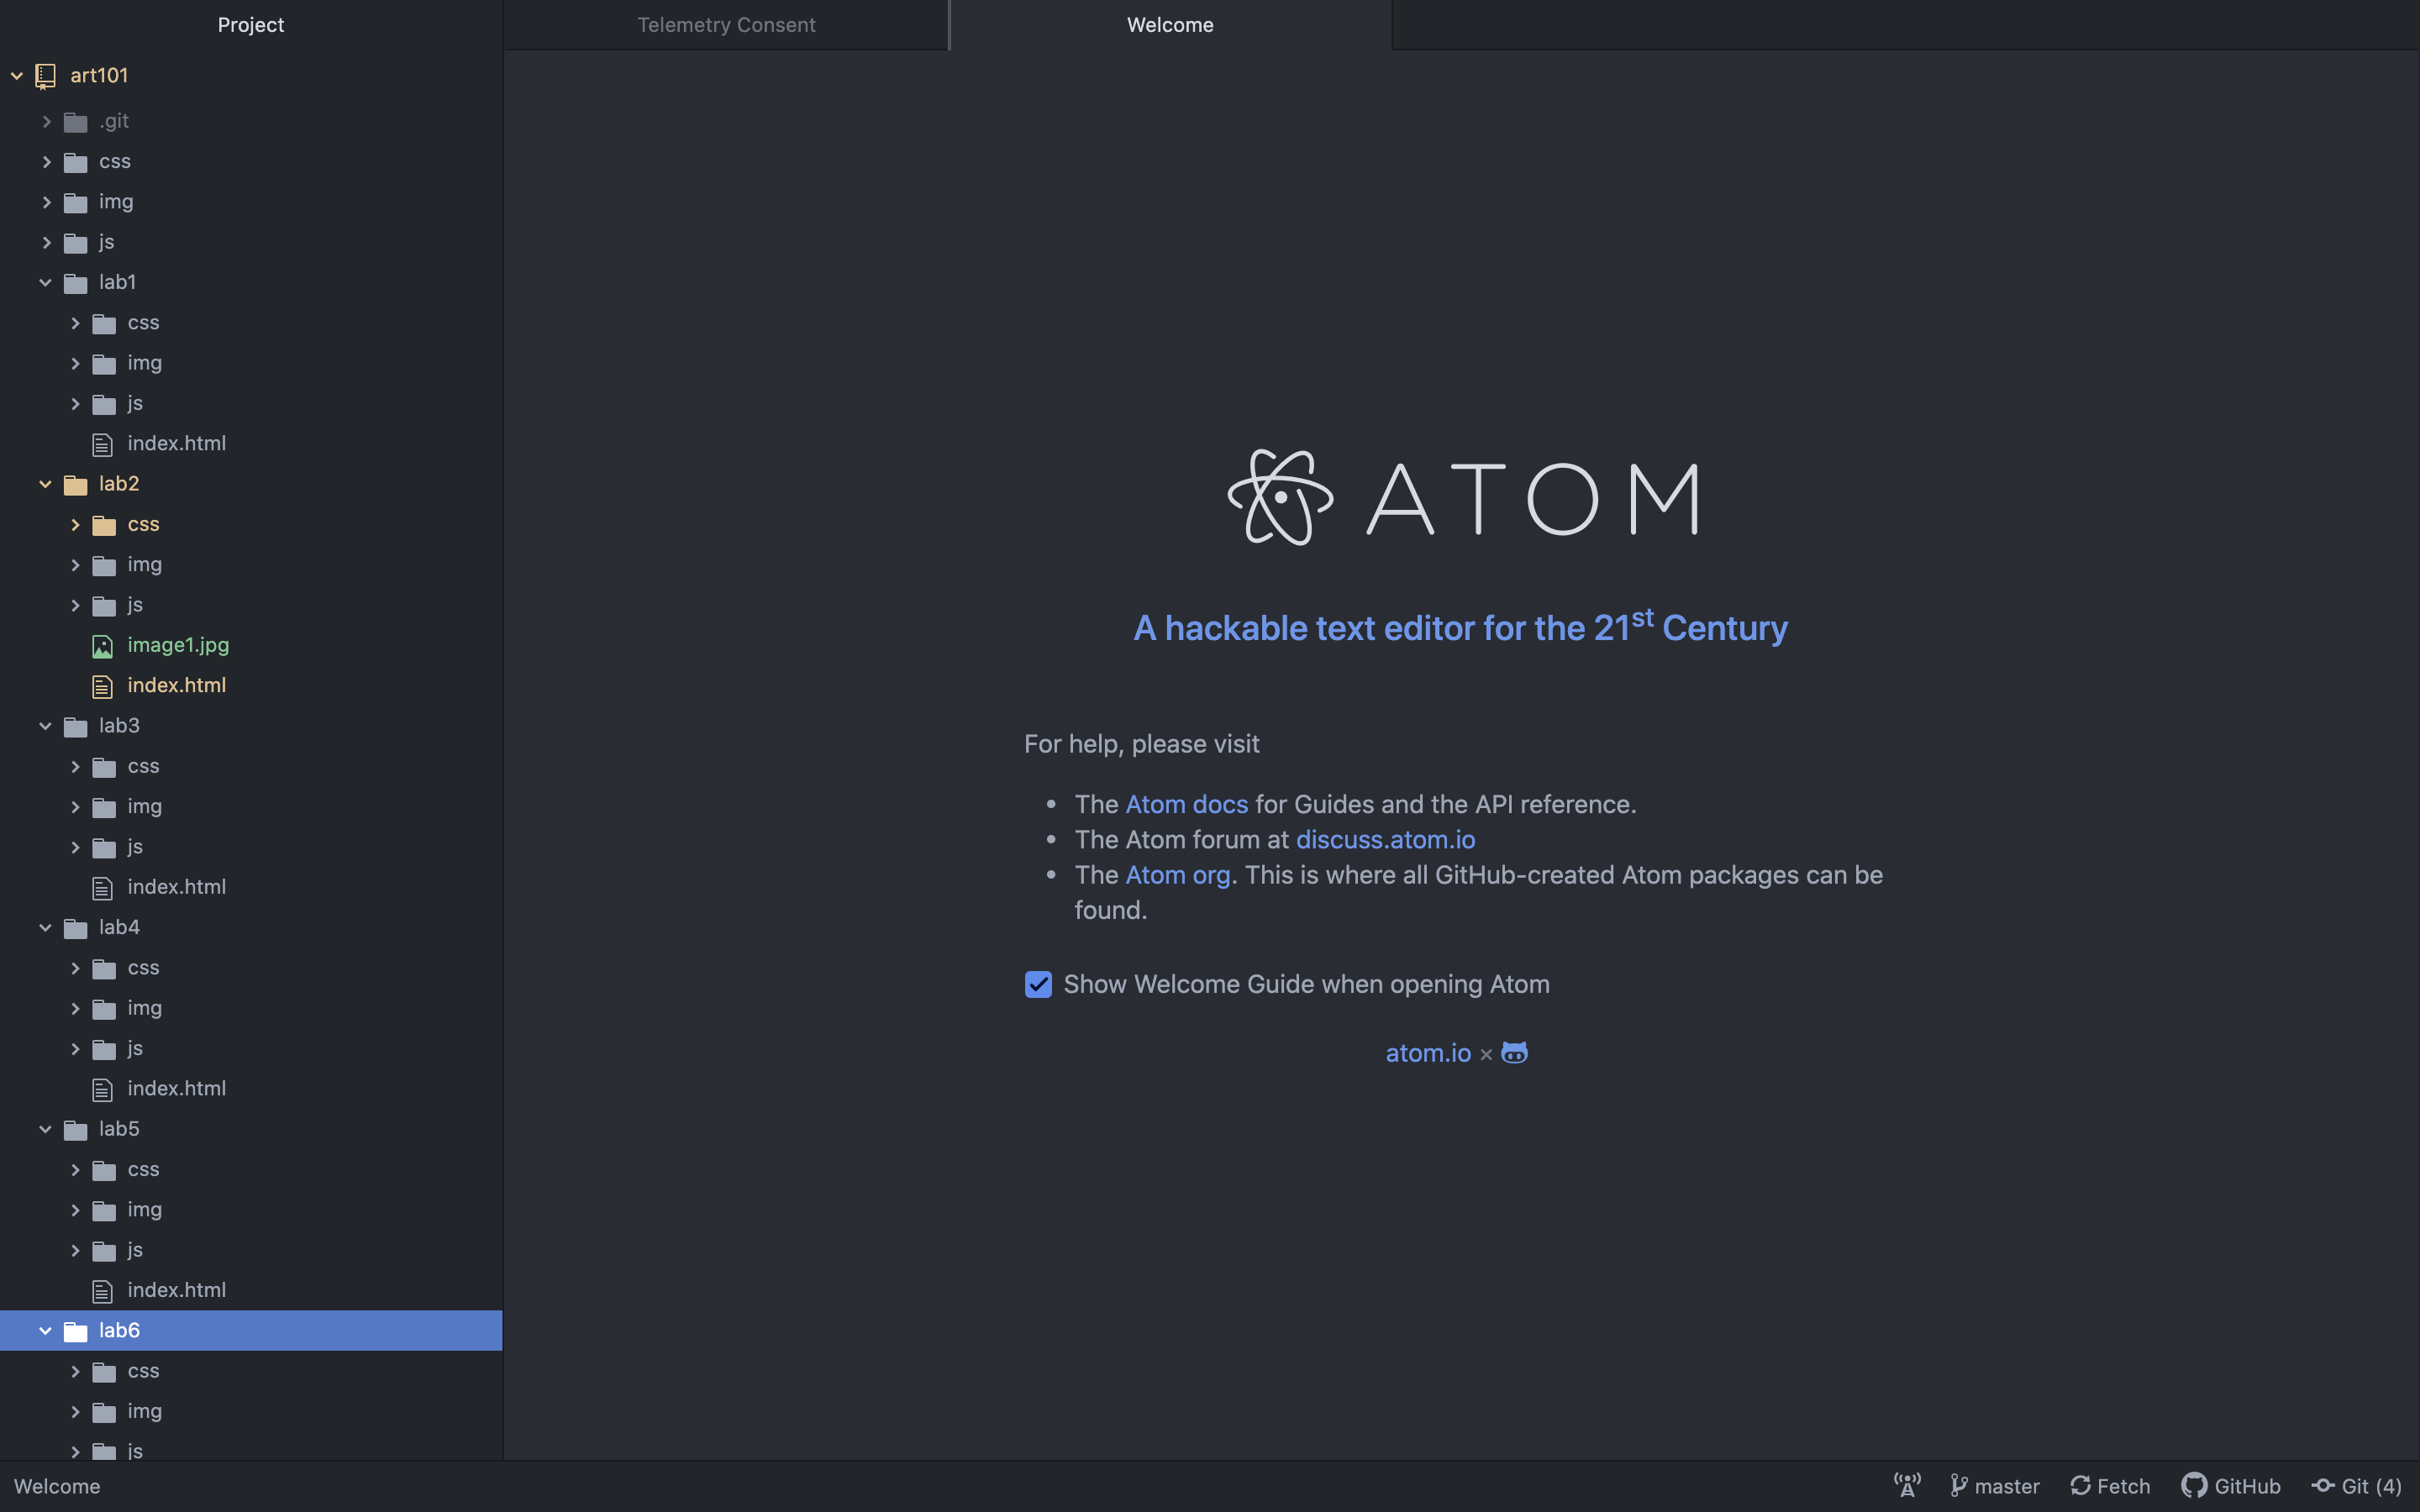 Project
Telemetry Consent
Welcome
art101
.git
css
img
js
lab1
css
img
js
index.html
lab2
css
img
js
image1.jpg
index.html
lab3
css
img
js
index.html
lab4
css
img
js
index.html
lab5
css
img
js
index.html
lab6
css
img
js
ATOM
A hackable text editor for the 21st Century
For help, please visit
• The Atom docs for Guides and the API reference.
• The Atom forum at discuss.atom.io
• The Atom org. This is where all GitHub-created Atom packages can be
found.
Show Welcome Guide when opening Atom
atom.io ×
Welcome
master
Fetch
GitHub
Git (4)